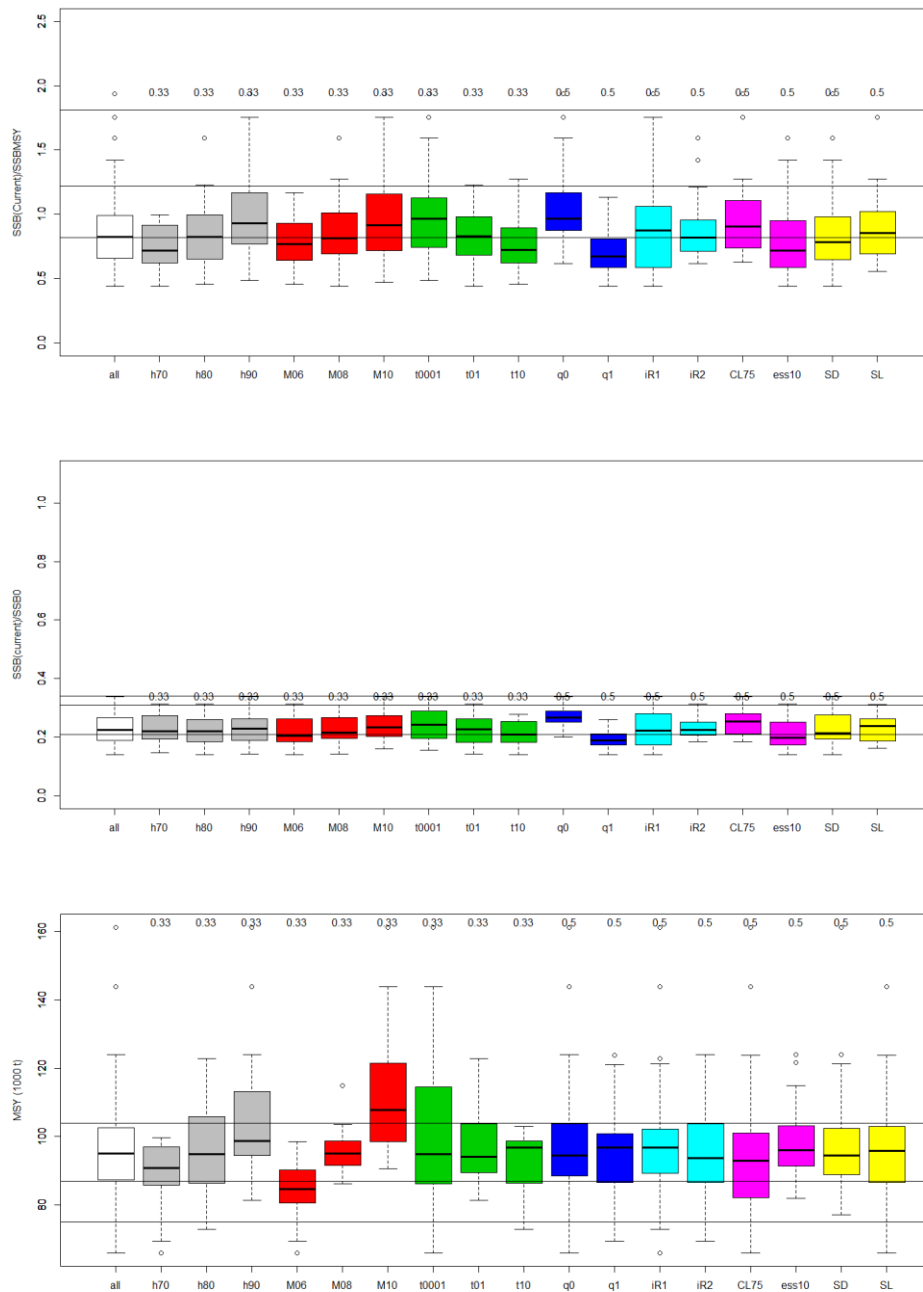 2.5
2.0
1.5
1.0
0.5
0.0
SSB(Current)/SSBMSY
0.33 0.33 0.33 0.33 0.33 0.33 0.33 0.33 0.33 0.5 0.5 0.5 0.5 0.5 0.5 0.5 0.5
all h70 h80 h90 M06 M08 M10 t0001 t01 t10 q0 q1 iR1 iR2 CL75 ess10 SD SL
1.0
0.8
0.6
0.4
0.2
0.0
SSB(current)/SSB0
0.33 0.33 0.33 0.33 0.33 0.33 0.33 0.33 0.33 0.5 0.5 0.5 0.5 0.5 0.5 0.5 0.5
all h70 h80 h90 M06 M08 M10 t0001 t01 t10 q0 q1 iR1 iR2 CL75 ess10 SD SL
160
140
120
100
80
MSY (1000 t)
0.33 0.33 0.33 0.33 0.33 0.33 0.33 0.33 0.33 0.5 0.5 0.5 0.5 0.5 0.5 0.5 0.5
all h70 h80 h90 M06 M08 M10 t0001 t01 t10 q0 q1 iR1 iR2 CL75 ess10 SD SL